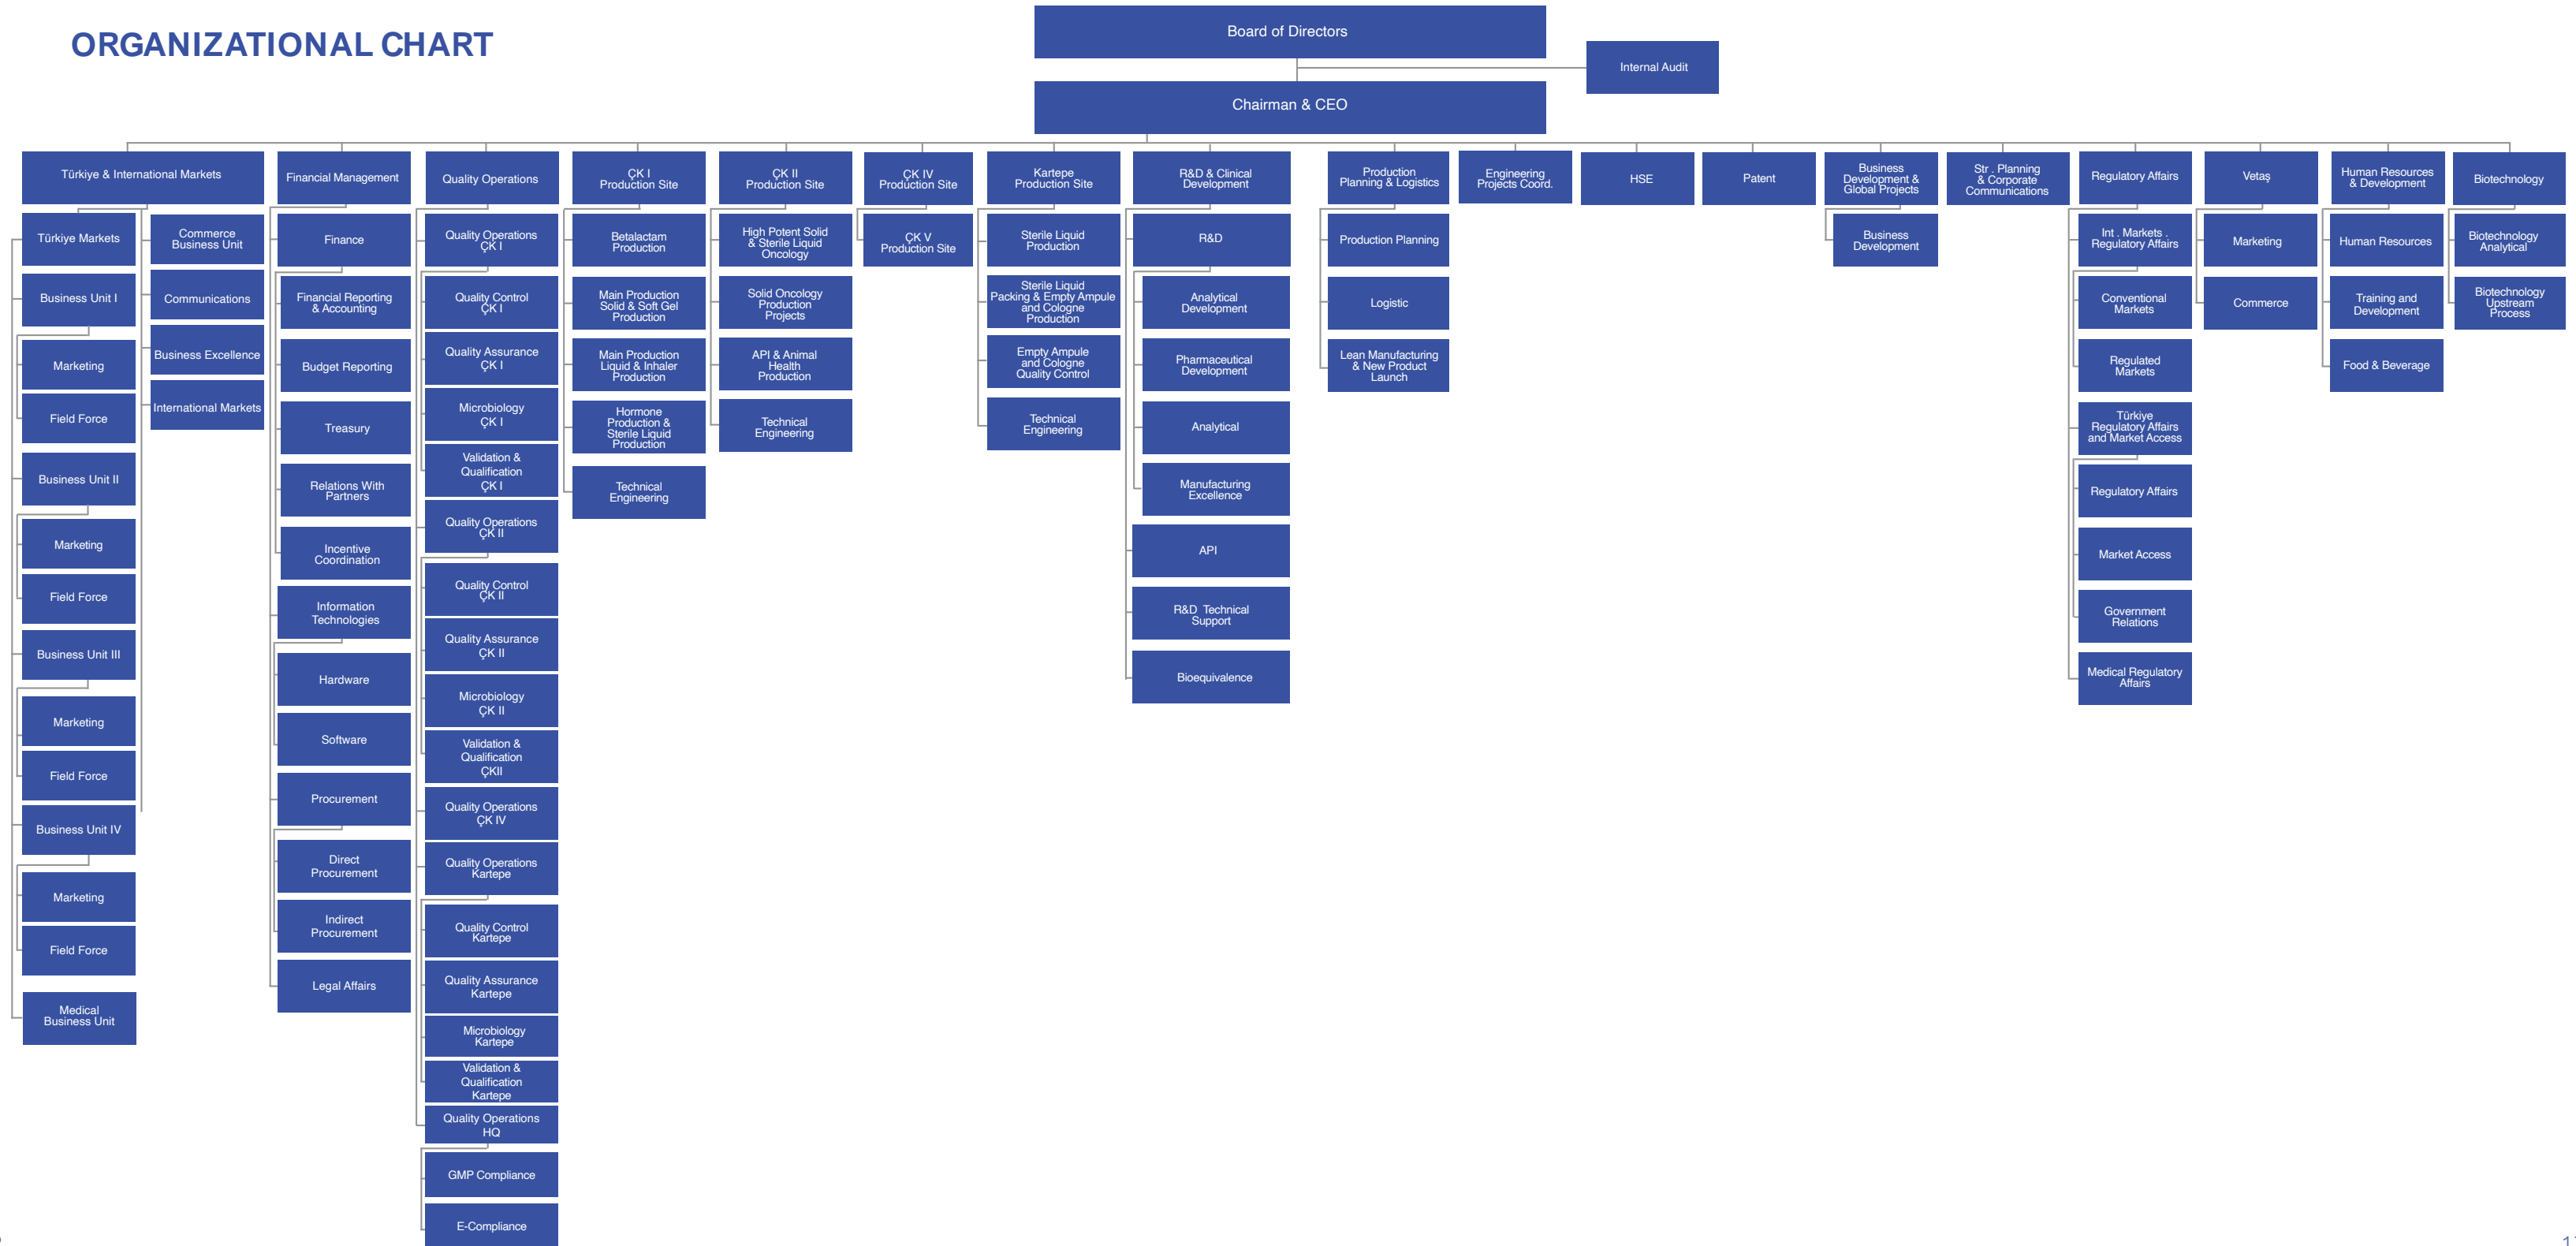 ORGANIZATIONAL CHART
Board of Directors
Internal Audit
Chairman & CEO
Türkiye & International Markets
Türkiye Markets
Business Unit I
Marketing
Field Force
Business Unit II
Marketing
Field Force
Business Unit III
Marketing
Field Force
Business Unit IV
Marketing
Field Force
Medical
Business Unit
Commerce
Business Unit
Communications
Business Excellence
International Markets
Financial Management
Finance
Financial Reporting
& Accounting
Budget Reporting
Treasury
Relations With
Partners
Incentive
Coordination
Information
Technologies
Hardware
Software
Procurement
Direct
Procurement
Indirect
Procurement
Legal Affairs
Quality Operations
Quality Operations
ÇK I
Quality Control
ÇK I
Quality Assurance
ÇK I
Microbiology
ÇK I
Validation &
Qualification
ÇK I
Quality Operations
ÇK II
Quality Control
ÇK II
Quality Assurance
ÇK II
Microbiology
ÇK II
Validation &
Qualification
ÇKII
Quality Operations
ÇK IV
Quality Operations
Kartepe
Quality Control
Kartepe
Quality Assurance
Kartepe
Microbiology
Kartepe
Validation &
Qualification
Kartepe
Quality Operations
HQ
GMP Compliance
E-Compliance
ÇK I
Production Site
Betalactam
Production
Main Production
Solid & Soft Gel
Production
Main Production
Liquid & Inhaler
Production
Hormone
Production &
Sterile Liquid
Production
Technical
Engineering
ÇK II
Production Site
High Potent Solid
& Sterile Liquid
Oncology
Solid Oncology
Production
Projects
API & Animal
Health
Production
Technical
Engineering
ÇK IV
Production Site
ÇK V
Production Site
Kartepe
Production Site
Sterile Liquid
Production
Sterile Liquid
Packing & Empty Ampule
and Cologne
Production
Empty Ampule
and Cologne
Quality Control
Technical
Engineering
R&D & Clinical
Development
R&D
Analytical
Development
Pharmaceutical
Development
Analytical
Manufacturing
Excellence
API
R&D Technical
Support
Bioequivalence
Production
Planning & Logistics
Production Planning
Logistic
Lean Manufacturing
& New Product
Launch
Engineering
Projects Coord.
HSE
Patent
Business
Development &
Global Projects
Business
Development
Str . Planning
& Corporate
Communications
Regulatory Affairs
Int . Markets .
Regulatory Affairs
Conventional
Markets
Regulated
Markets
Türkiye
Regulatory Affairs
and Market Access
Regulatory Affairs
Market Access
Government
Relations
Medical Regulatory
Affairs
Vetaş
Marketing
Commerce
Human Resources
& Development
Human Resources
Training and
Development
Food & Beverage
Biotechnology
Biotechnology
Analytical
Biotechnology
Upstream
Process